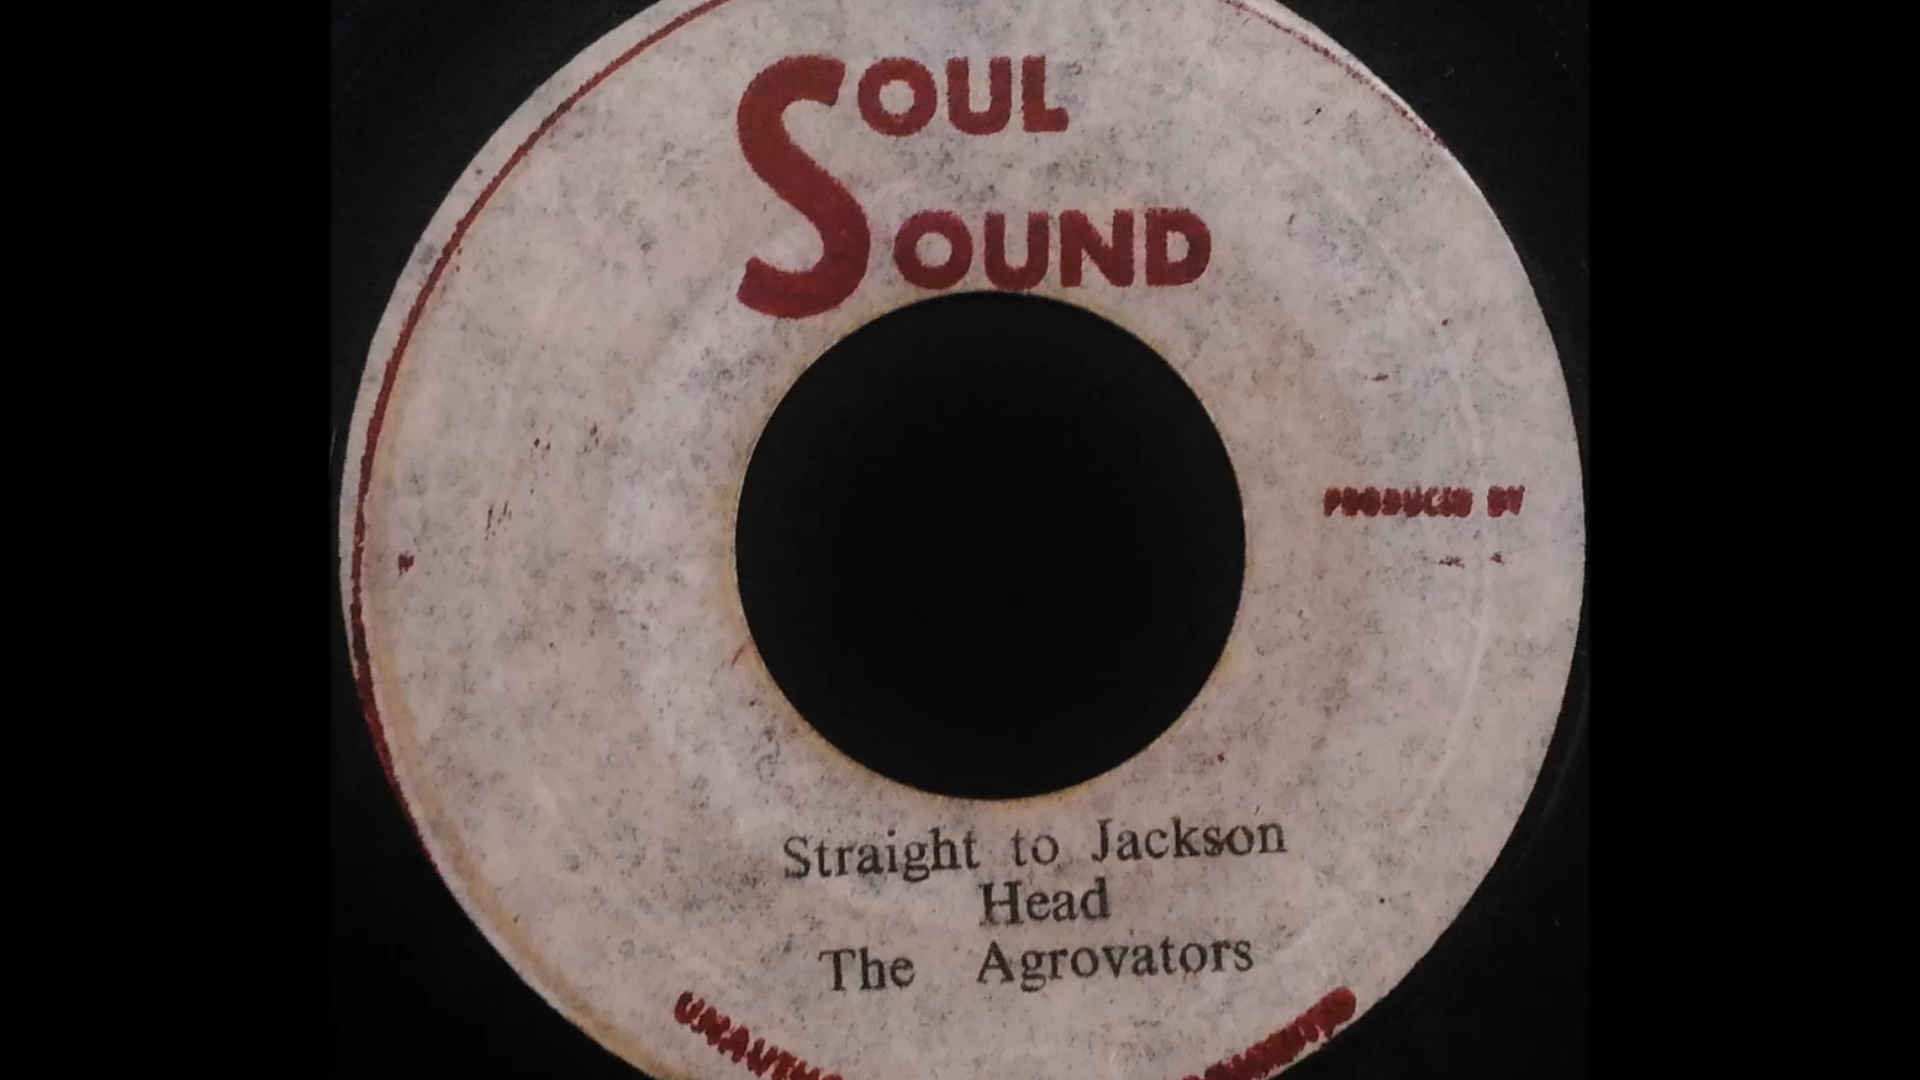 SOUL
SOUND
PRODUCED BY
Straight to Jackson
Head
The Agrovators